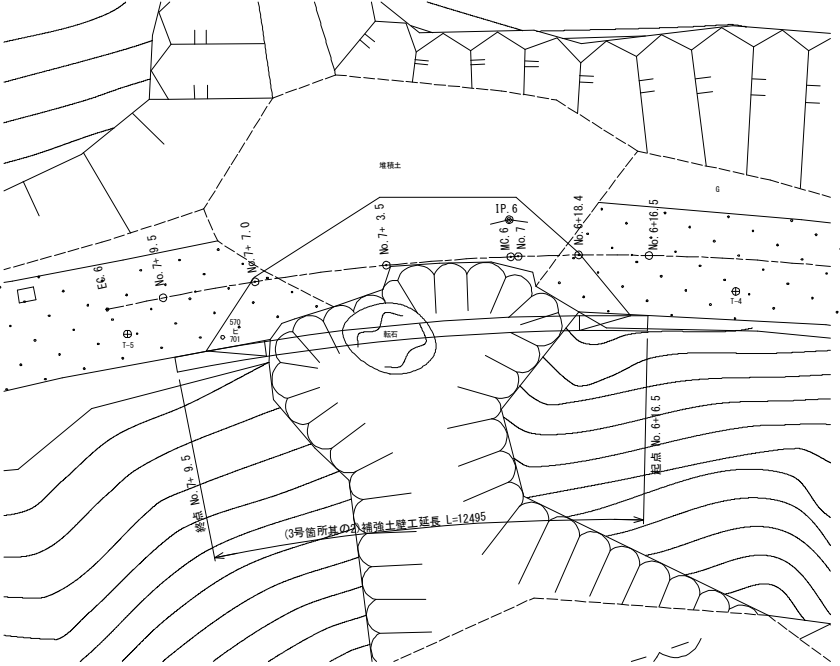 堆積土
G
IP.6
EC.6
No.7+ 9.5
No.7+ 7.0
No.7+ 3.5
MC.6
No.7
No.6+18.4
No.6+16.5
T-4
T-5
570
ヒ
701
転石
終点 No.7+ 9.5
起点 No.6+16.5
(3号箇所其の2)補強土壁工延長 L=12495